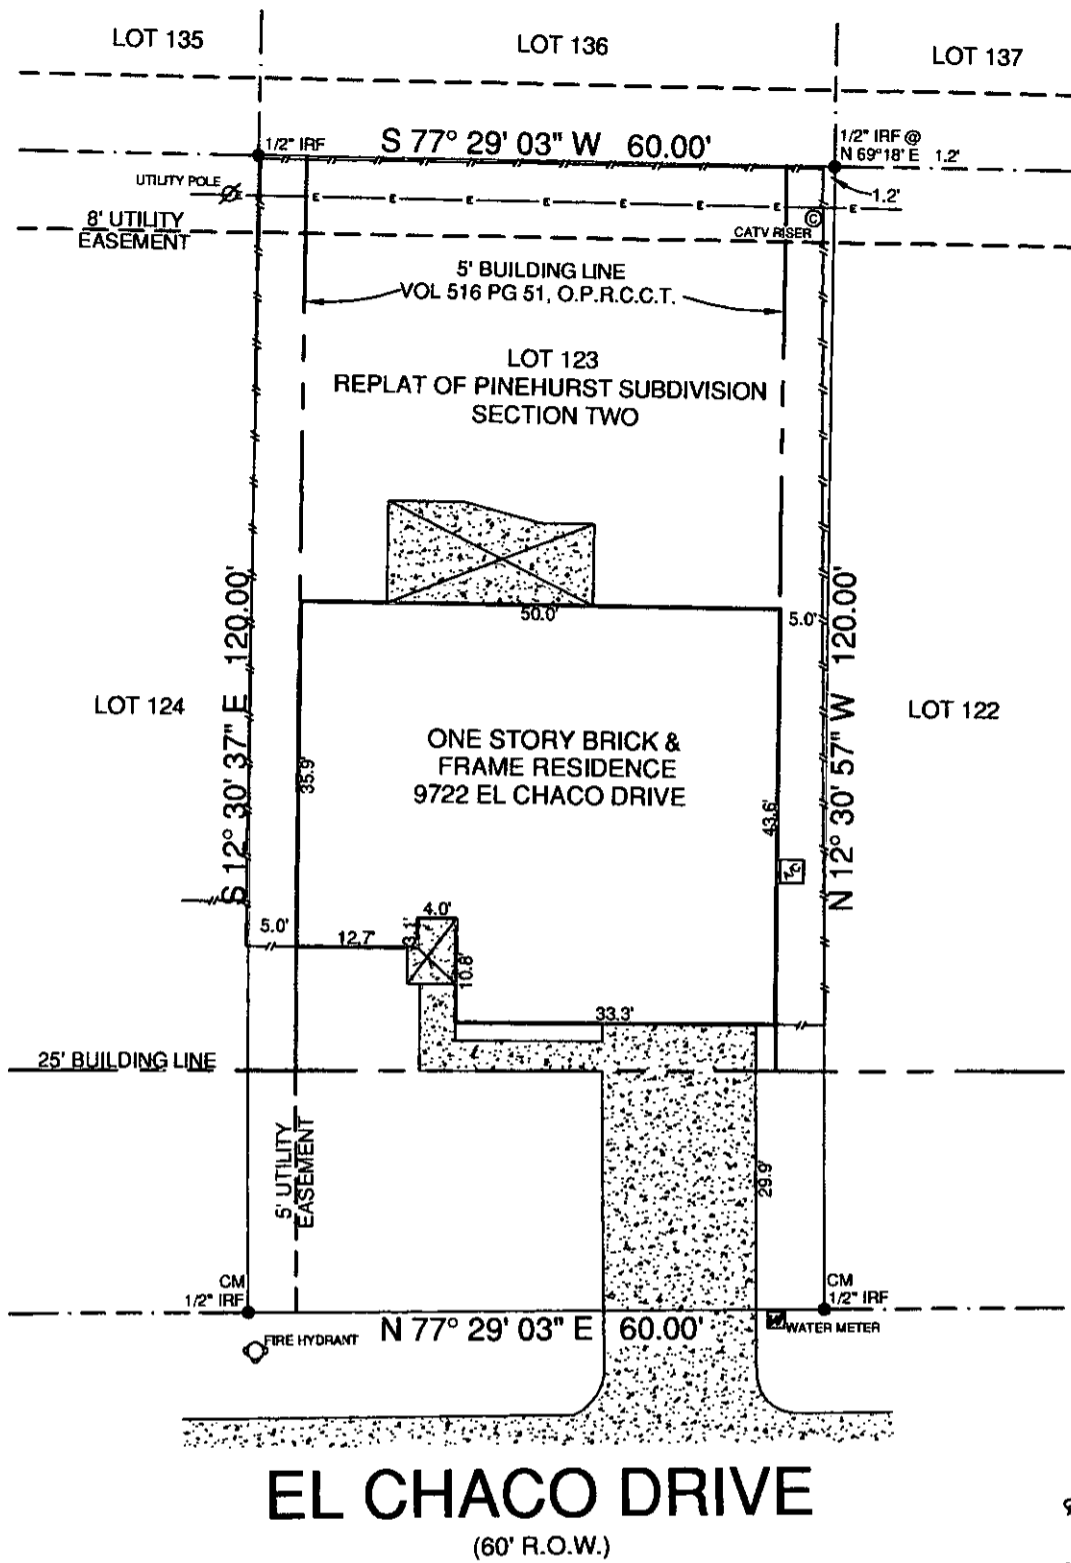 LOT 135
LOT 136
LOT 137
1/2" IRF
S 77° 29' 03" W 60.00'
1/2" IRF @
N 69°18' E 1.2'
UTILITY POLE
E E E E E E E E
1.2'
8' UTILITY
EASEMENT
CATV RISER
C
5' BUILDING LINE
VOL 516 PG 51, O.P.R.C.C.T.
LOT 123
REPLAT OF PINEHURST SUBDIVISION
SECTION TWO
50.0'
5.0'
S 12° 30' 37" E 120.00'
N 12° 30' 57" W 120.00'
LOT 124
LOT 122
ONE STORY BRICK &
FRAME RESIDENCE
9722 EL CHACO DRIVE
35.9'
43.6'
4.0'
5.0'
12.7'
3.1'
10.8'
33.3'
25' BUILDING LINE
5' UTILITY
EASEMENT
29.9'
CM
1/2" IRF
CM
1/2" IRF
N 77° 29' 03" E 60.00'
W
WATER METER
FIRE HYDRANT
EL CHACO DRIVE
(60' R.O.W.)